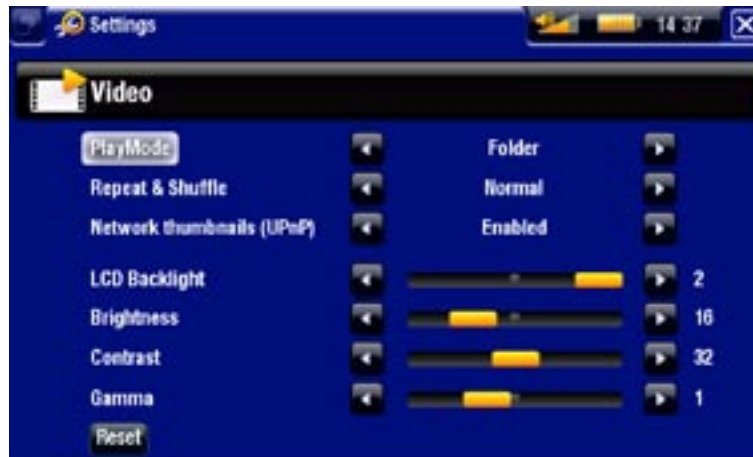 Settings 14 37
Video
PlayMode Folder
Repeat & Shuffle Normal
Network thumbnails (UPnP) Enabled
LCD Backlight 2
Brightness 16
Contrast 32
Gamma 1
Reset